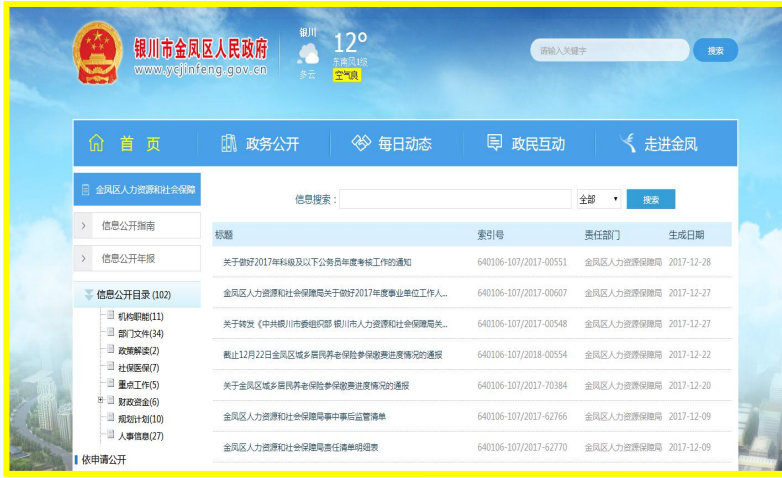 银川市金凤区人民政府
www.ycjinfeng.gov.cn
银川
多云
12°
东南风1级
空气良
请输入关键字
搜索
首 页
政务公开
每日动态
政民互动
走进金凤
金凤区人力资源和社会保障
信息公开指南
信息公开年报
信息公开目录 (102)
机构职能(11)
部门文件(34)
政策解读(2)
社保医保(7)
重点工作(5)
财政资金(6)
规划计划(10)
人事信息(27)
依申请公开
信息搜索：
全部
搜索
标题 索引号 责任部门 生成日期
关于做好2017年科级及以下公务员年度考核工作的通知 640106-107/2017-00551 金凤区人力资源保障局 2017-12-28
金凤区人力资源和社会保障局关于做好2017年度事业单位工作人... 640106-107/2017-00607 金凤区人力资源保障局 2017-12-27
关于转发《中共银川市委组织部 银川市人力资源和社会保障局关... 640106-107/2017-00548 金凤区人力资源保障局 2017-12-27
截止12月22日金凤区城乡居民养老保险参保缴费进度情况的通报 640106-107/2018-00554 金凤区人力资源保障局 2017-12-22
关于金凤区城乡居民养老保险参保缴费进度情况的通报 640106-107/2017-70384 金凤区人力资源保障局 2017-12-20
金凤区人力资源和社会保障局事中事后监管清单 640106-107/2017-62766 金凤区人力资源保障局 2017-12-09
金凤区人力资源和社会保障局责任清单明细表 640106-107/2017-62770 金凤区人力资源保障局 2017-12-09